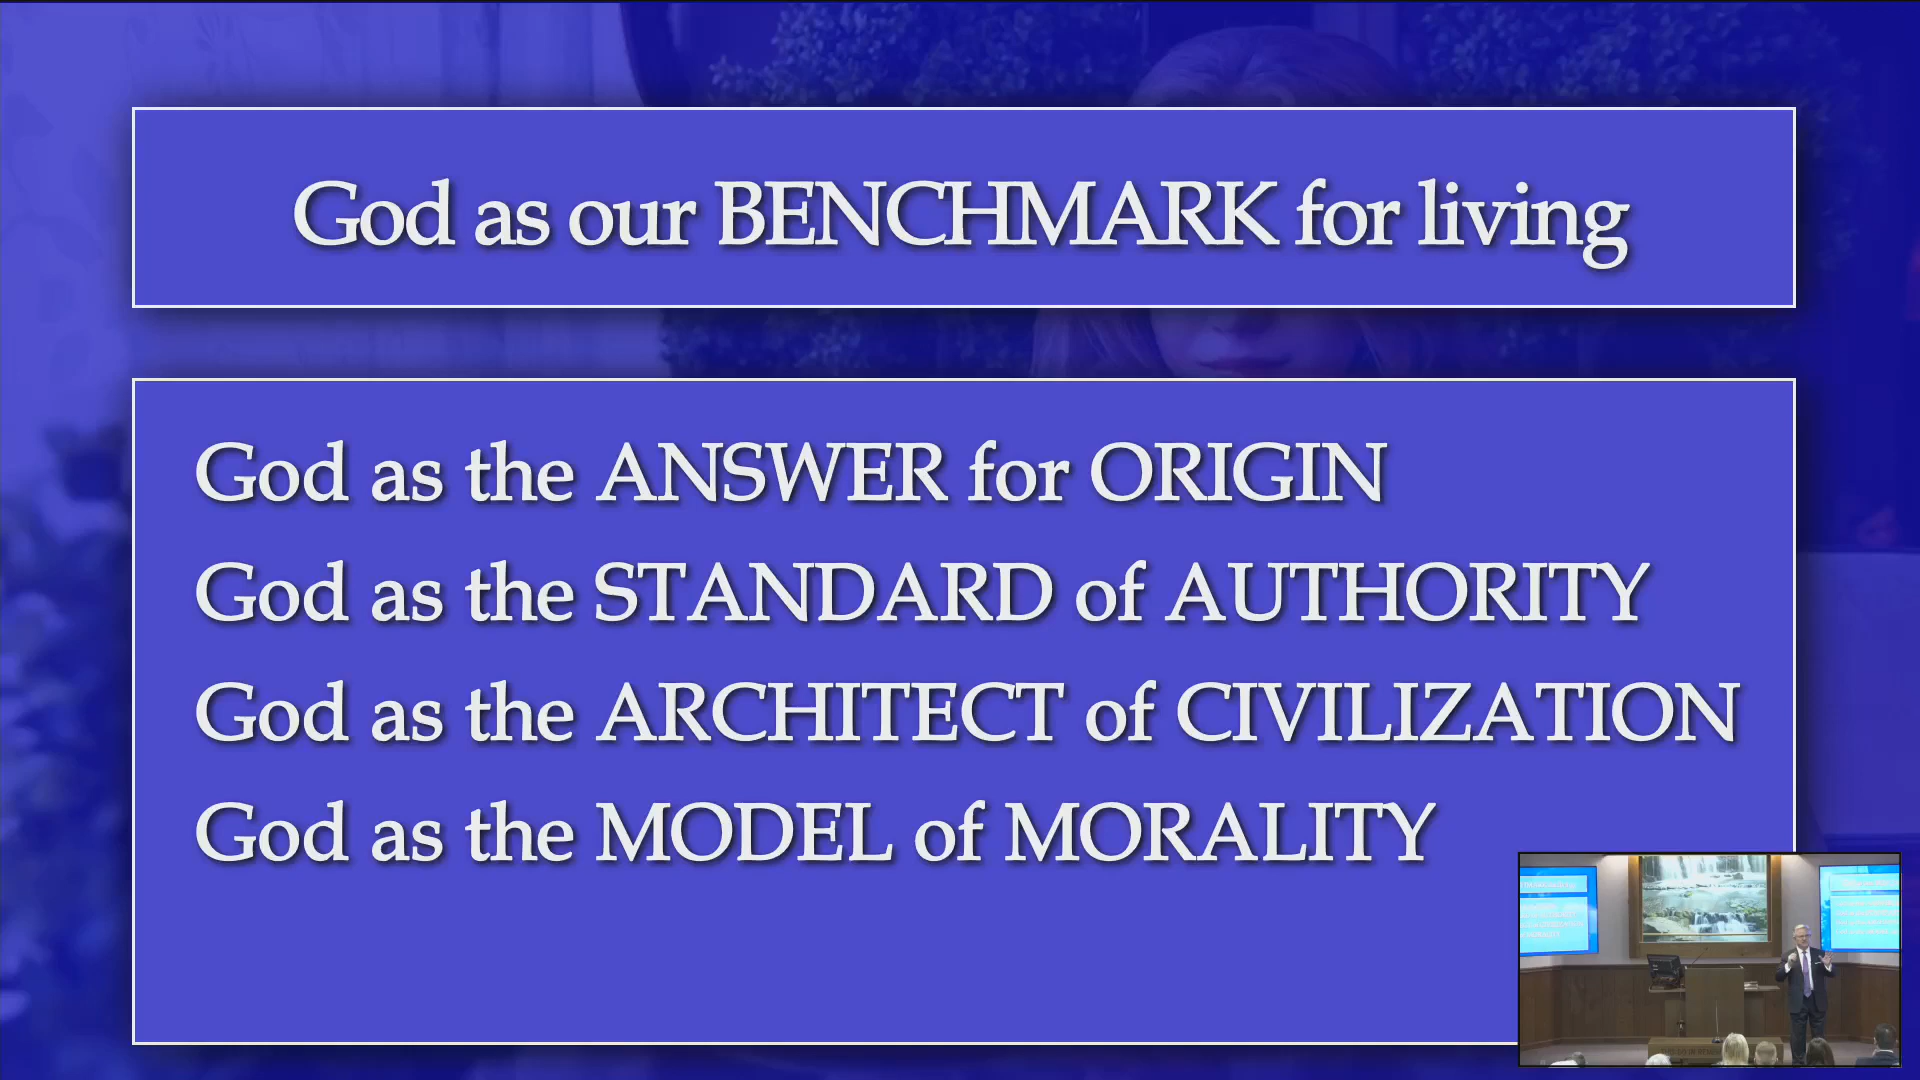 God as our BENCHMARK for living
God as the ANSWER for ORIGIN
God as the STANDARD of AUTHORITY
God as the ARCHITECT of CIVILIZATION
God as the MODEL of MORALITY